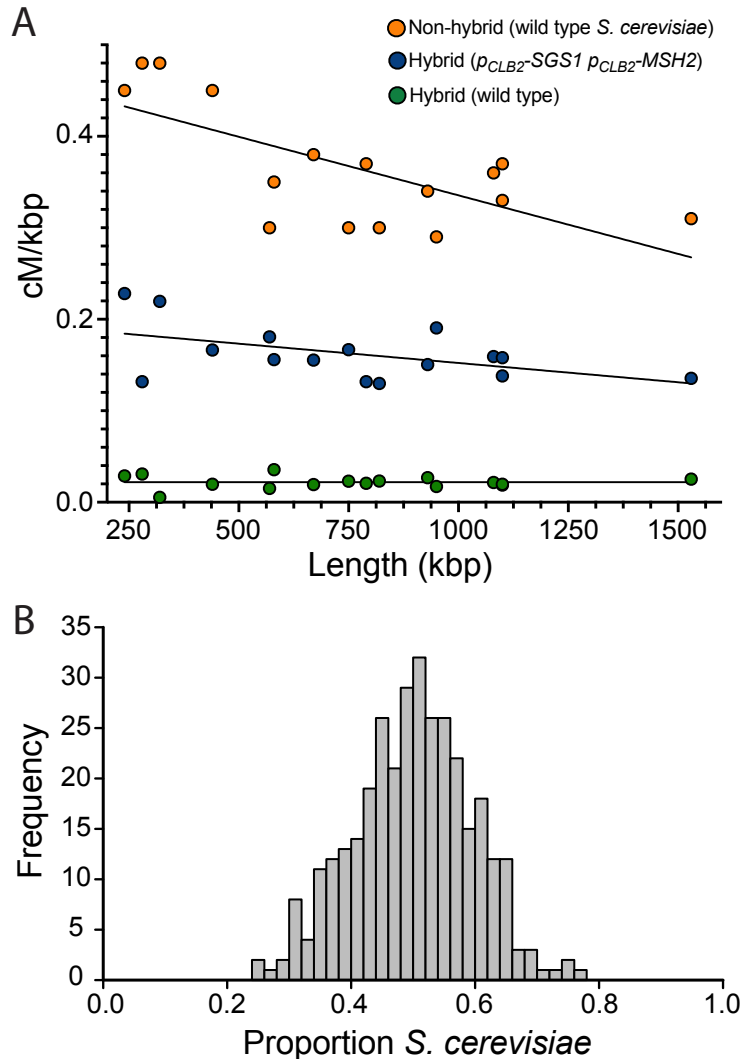 A
Non-hybrid (wild type S. cerevisiae)
Hybrid (pCLB2-SGS1 pCLB2-MSH2)
Hybrid (wild type)
0.4
0.2
0.0
cM/kbp
250 500 750 1000 1250 1500
Length (kbp)
B
35
30
25
20
15
10
5
0
Frequency
0.0 0.2 0.4 0.6 0.8 1.0
Proportion S. cerevisiae